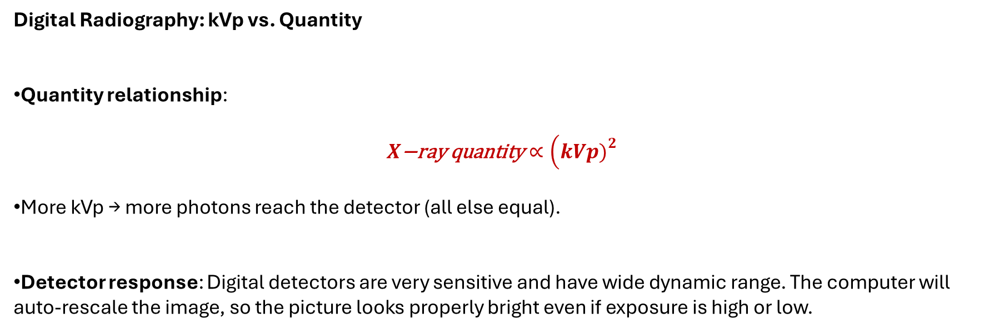 Digital Radiography: kVp vs. Quantity
•Quantity relationship:
X −ray quantity ∝ (kVp)²
•More kVp → more photons reach the detector (all else equal).
•Detector response: Digital detectors are very sensitive and have wide dynamic range. The computer will
auto-rescale the image, so the picture looks properly bright even if exposure is high or low.